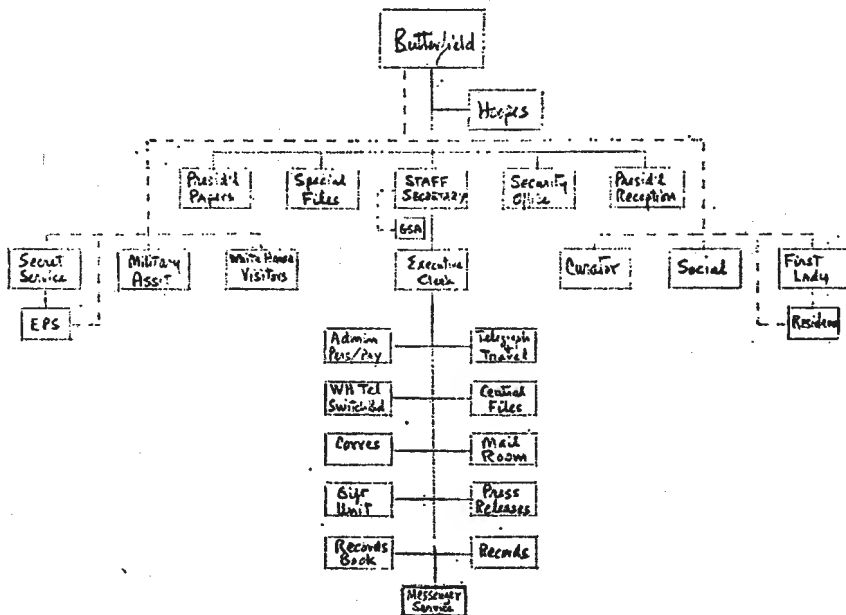 Butterfield
Hoopes
Presid'l
Papers
Special
Files
STAFF
Secretary
Security
Office
Presid'l
Reception
GSA
Secret
Service
Military
Assist
White House
Visitors
Executive
Clerk
Curator
Social
First
Lady
EPS
Residence
Admin
Pers/Pay
Telegraph
Travel
WH Tel
Switchbd
Central
Files
Corres
Mail
Room
Gift
Unit
Press
Releases
Records
Book
Records
Messenger
Service